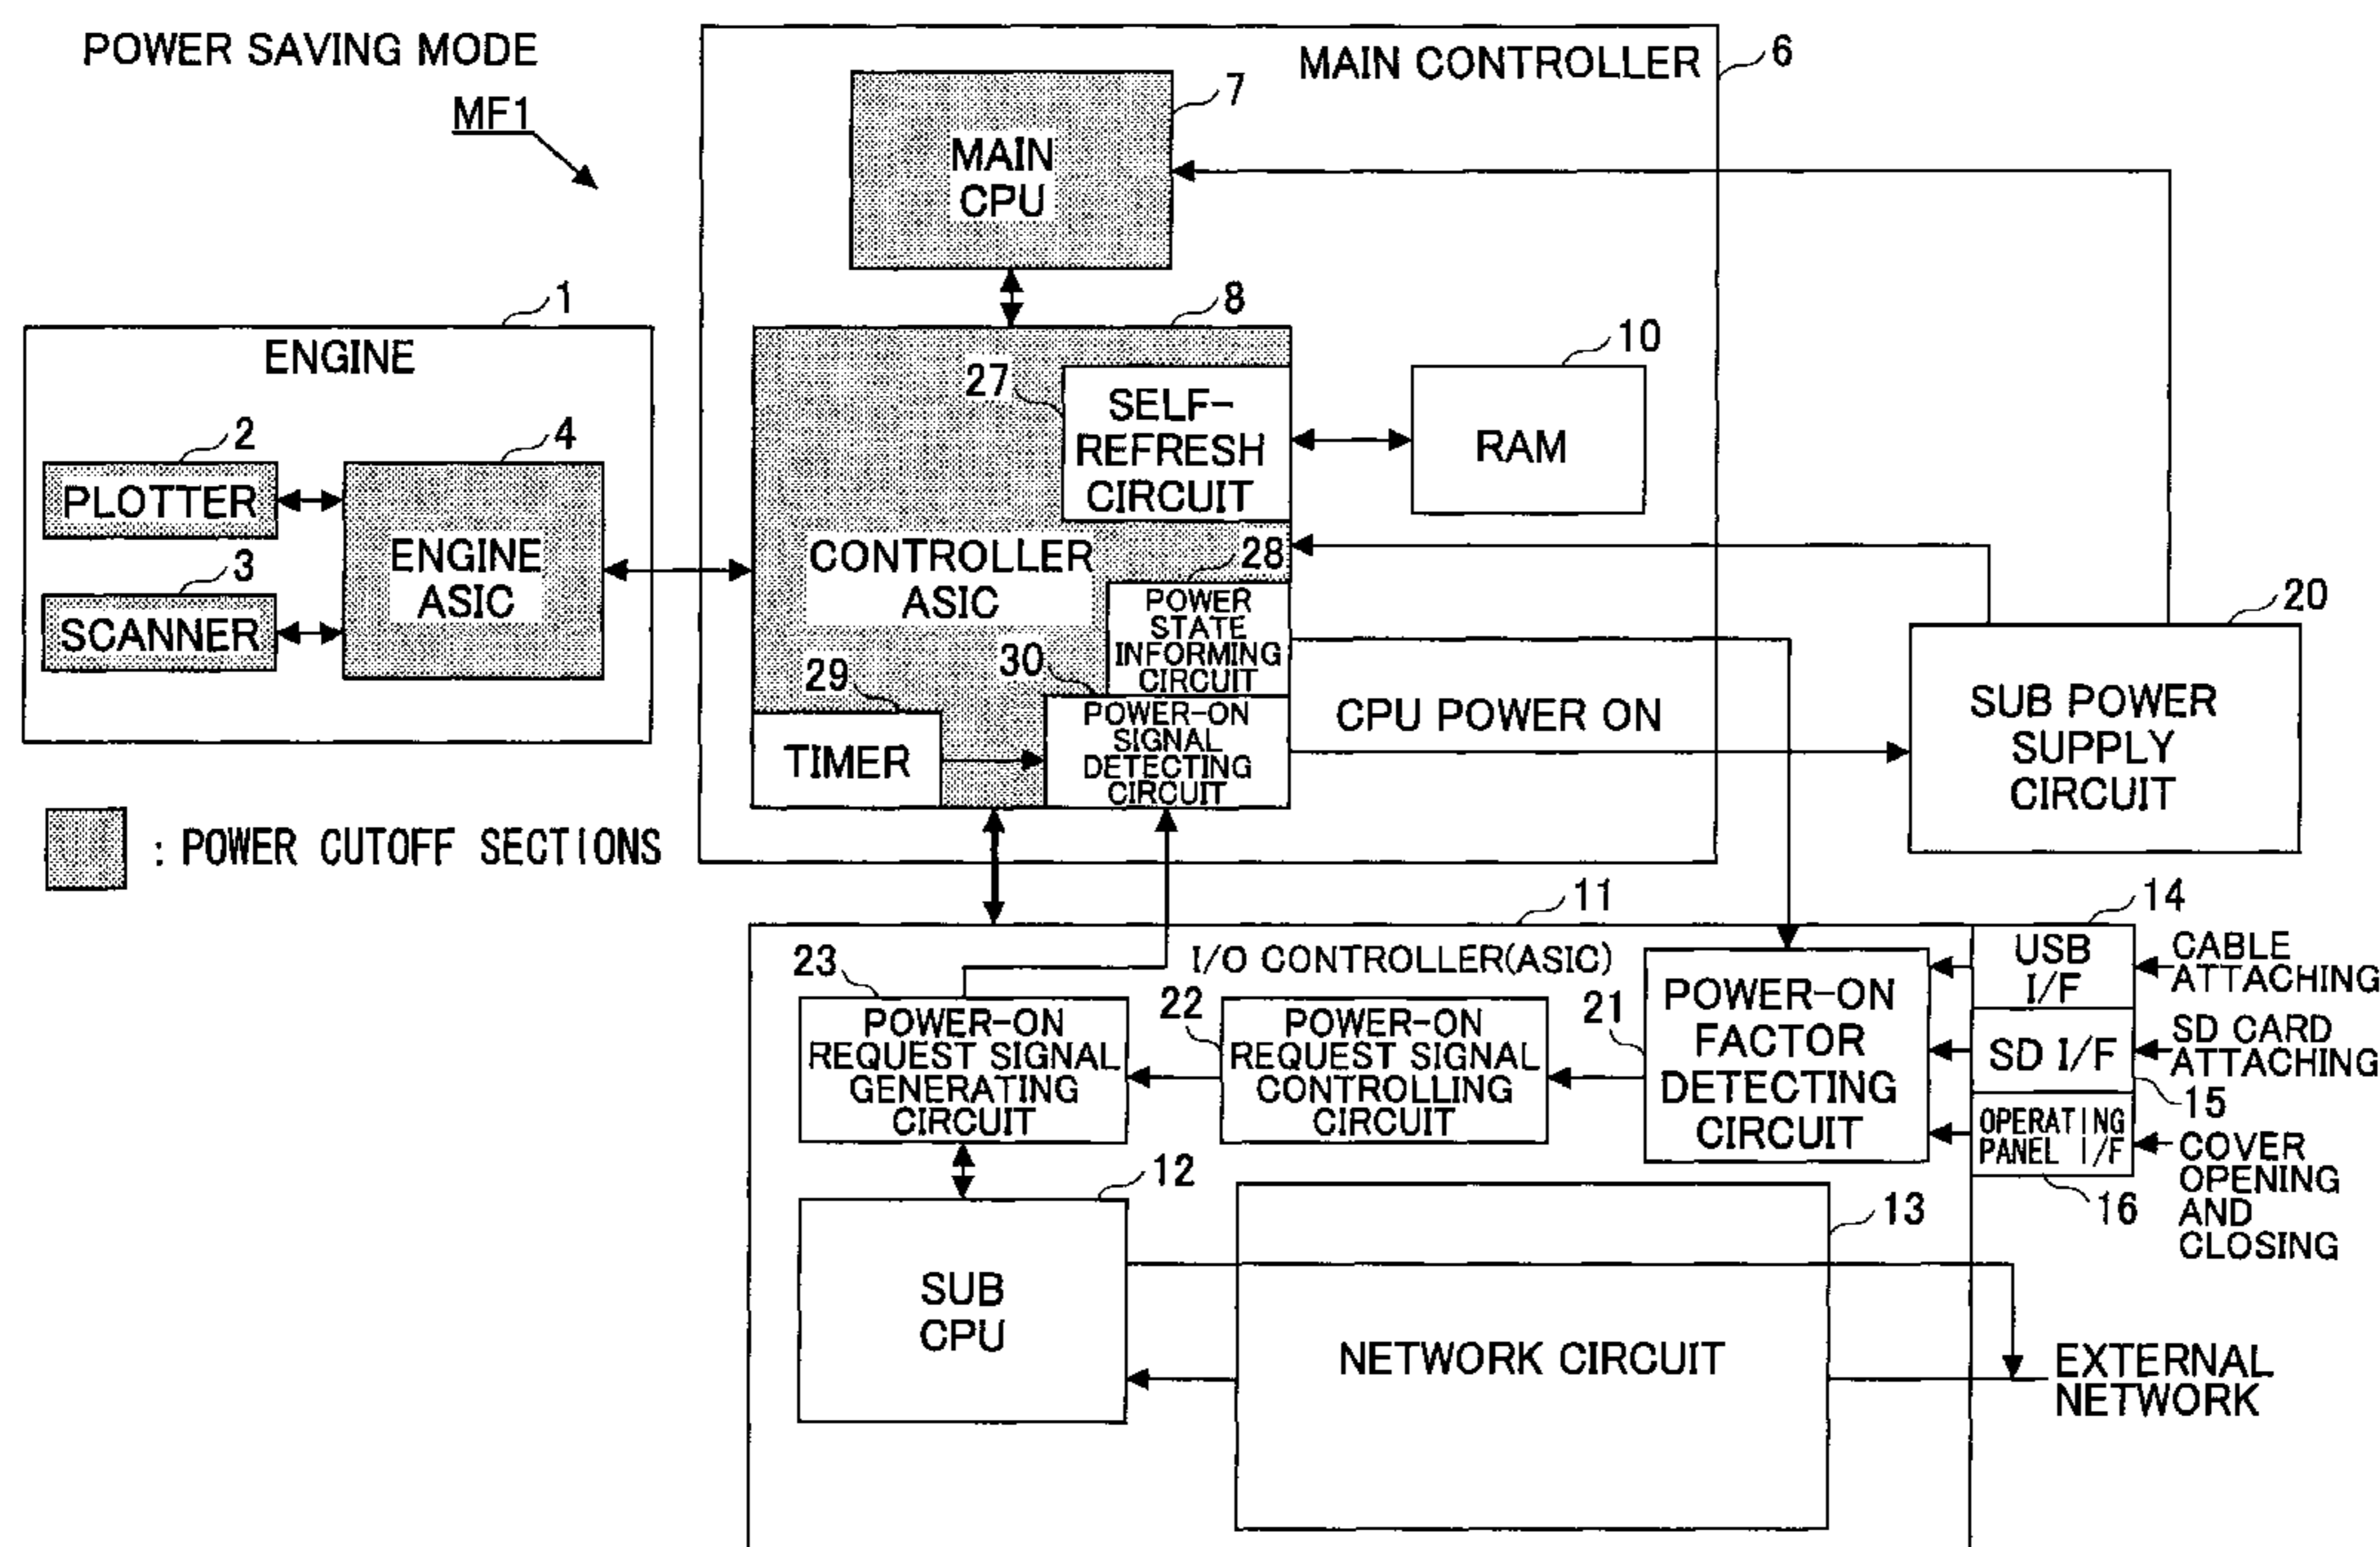 POWER SAVING MODE
MF1
MAIN CONTROLLER
6
7
MAIN
CPU
1
ENGINE
2
PLOTTER
3
SCANNER
4
ENGINE
ASIC
8
27
SELF-
REFRESH
CIRCUIT
10
RAM
CONTROLLER
ASIC
28
POWER
STATE
INFORMING
CIRCUIT
29
TIMER
30
POWER-ON
SIGNAL
DETECTING
CIRCUIT
CPU POWER ON
20
SUB POWER
SUPPLY
CIRCUIT
: POWER CUTOFF SECTIONS
11
I/O CONTROLLER(ASIC)
23
POWER-ON
REQUEST SIGNAL
GENERATING
CIRCUIT
22
POWER-ON
REQUEST SIGNAL
CONTROLLING
CIRCUIT
21
POWER-ON
FACTOR
DETECTING
CIRCUIT
14
USB
I/F
CABLE
ATTACHING
SD I/F
SD CARD
ATTACHING
15
OPERATING
PANEL I/F
16
COVER
OPENING
AND
CLOSING
12
SUB
CPU
13
NETWORK CIRCUIT
EXTERNAL
NETWORK